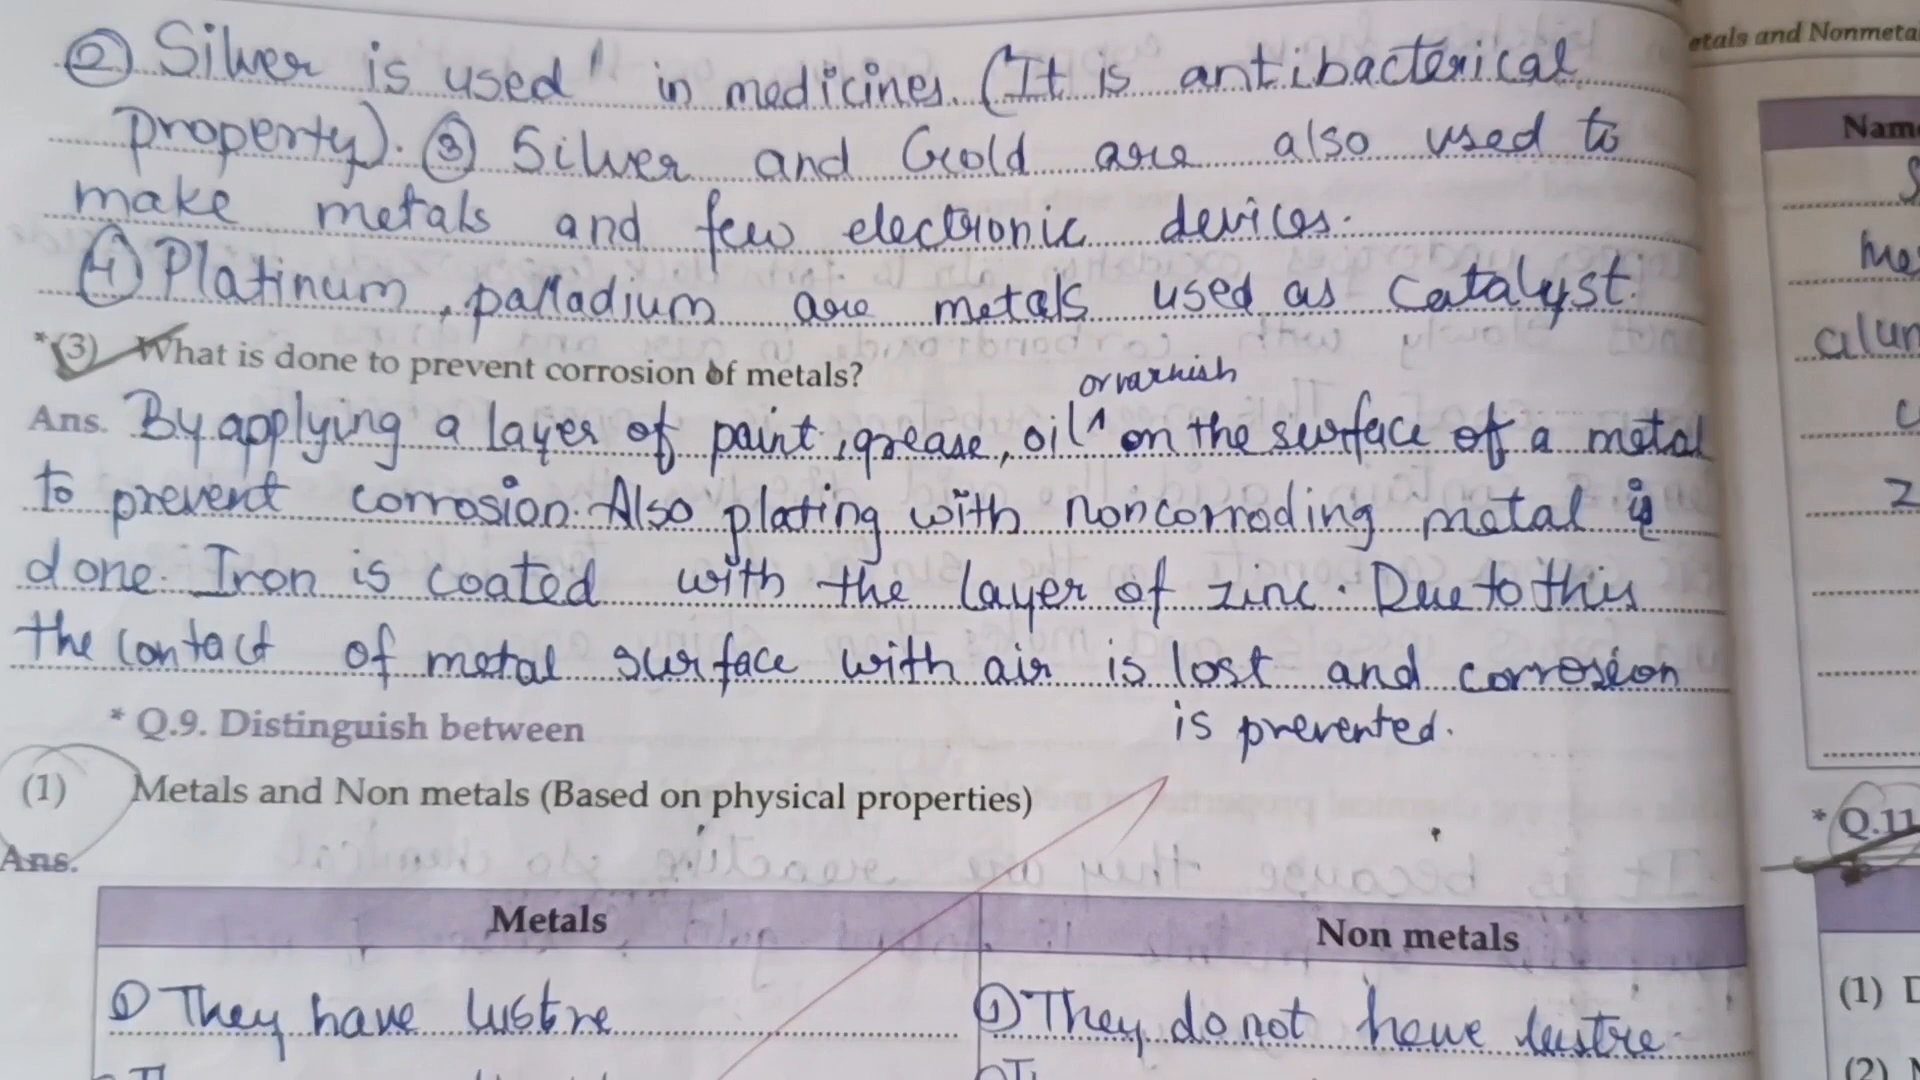 ② Silver is used in medicines. (It is antibacterical
property). ③ Silver and Gold are also used to
make metals and few electronic devices.
④ Platinum, palladium are metals used as catalyst.
*(3) What is done to prevent corrosion of metals?
or varnish
Ans. By applying a layer of paint, grease, oil ^ on the surface of a metal
to prevent corrosion. Also plating with noncorroding metal is
done. Iron is coated with the layer of zinc. Due to this
the contact of metal surface with air is lost and corrosion
is prevented.
* Q.9. Distinguish between
(1) Metals and Non metals (Based on physical properties)
Ans.
Metals Non metals
① They have lustre ① They do not have lustre
etals and Nonmeta
Name
me
alum
* Q.11
(1)
(2)